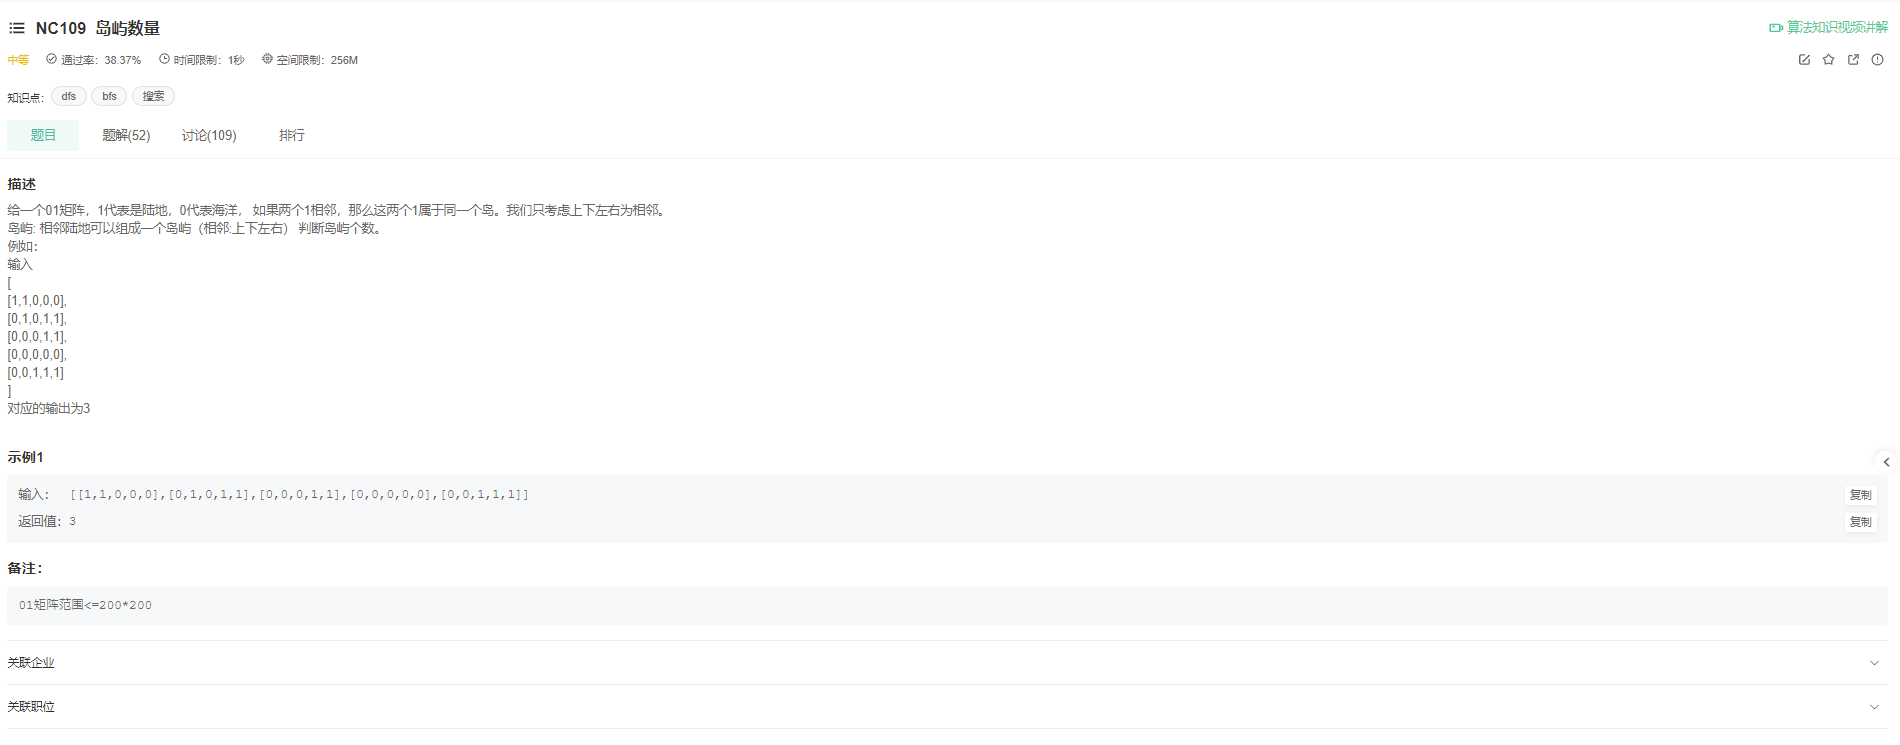 NC109 岛屿数量
算法知识视频讲解
中等 通过率：38.37% 时间限制：1秒 空间限制：256M
知识点： dfs bfs 搜索
题目 题解(52) 讨论(109) 排行
描述
给一个01矩阵，1代表是陆地，0代表海洋， 如果两个1相邻，那么这两个1属于同一个岛。我们只考虑上下左右为相邻。
岛屿: 相邻陆地可以组成一个岛屿（相邻:上下左右） 判断岛屿个数。
例如：
输入
[
[1,1,0,0,0],
[0,1,0,1,1],
[0,0,0,1,1],
[0,0,0,0,0],
[0,0,1,1,1]
]
对应的输出为3
示例1
输入： [[1,1,0,0,0],[0,1,0,1,1],[0,0,0,1,1],[0,0,0,0,0],[0,0,1,1,1]]
复制
返回值：3
复制
备注：
01矩阵范围<=200*200
关联企业
关联职位